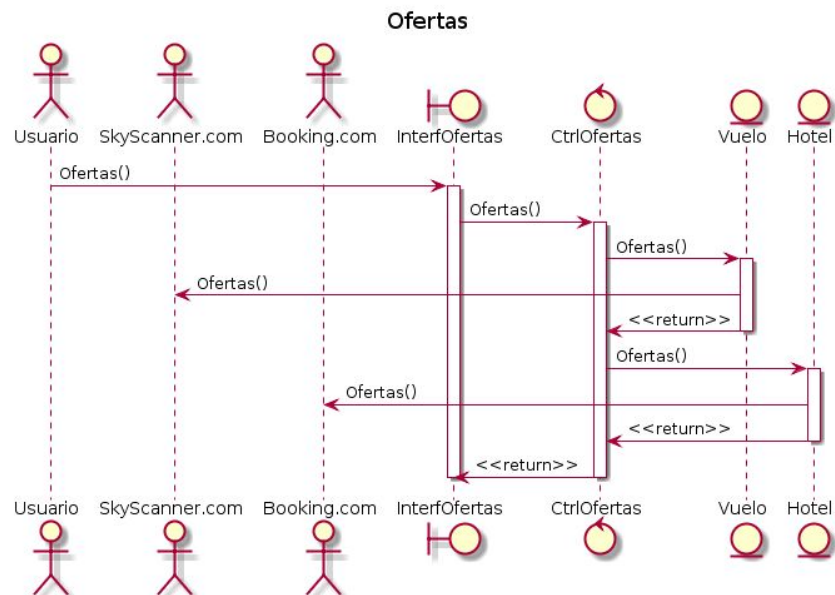 Ofertas
Usuario SkyScanner.com Booking.com InterfOfertas CtrlOfertas Vuelo Hotel
Ofertas()
Ofertas()
Ofertas()
Ofertas()
<<return>>
Ofertas()
Ofertas()
<<return>>
<<return>>
Usuario SkyScanner.com Booking.com InterfOfertas CtrlOfertas Vuelo Hotel